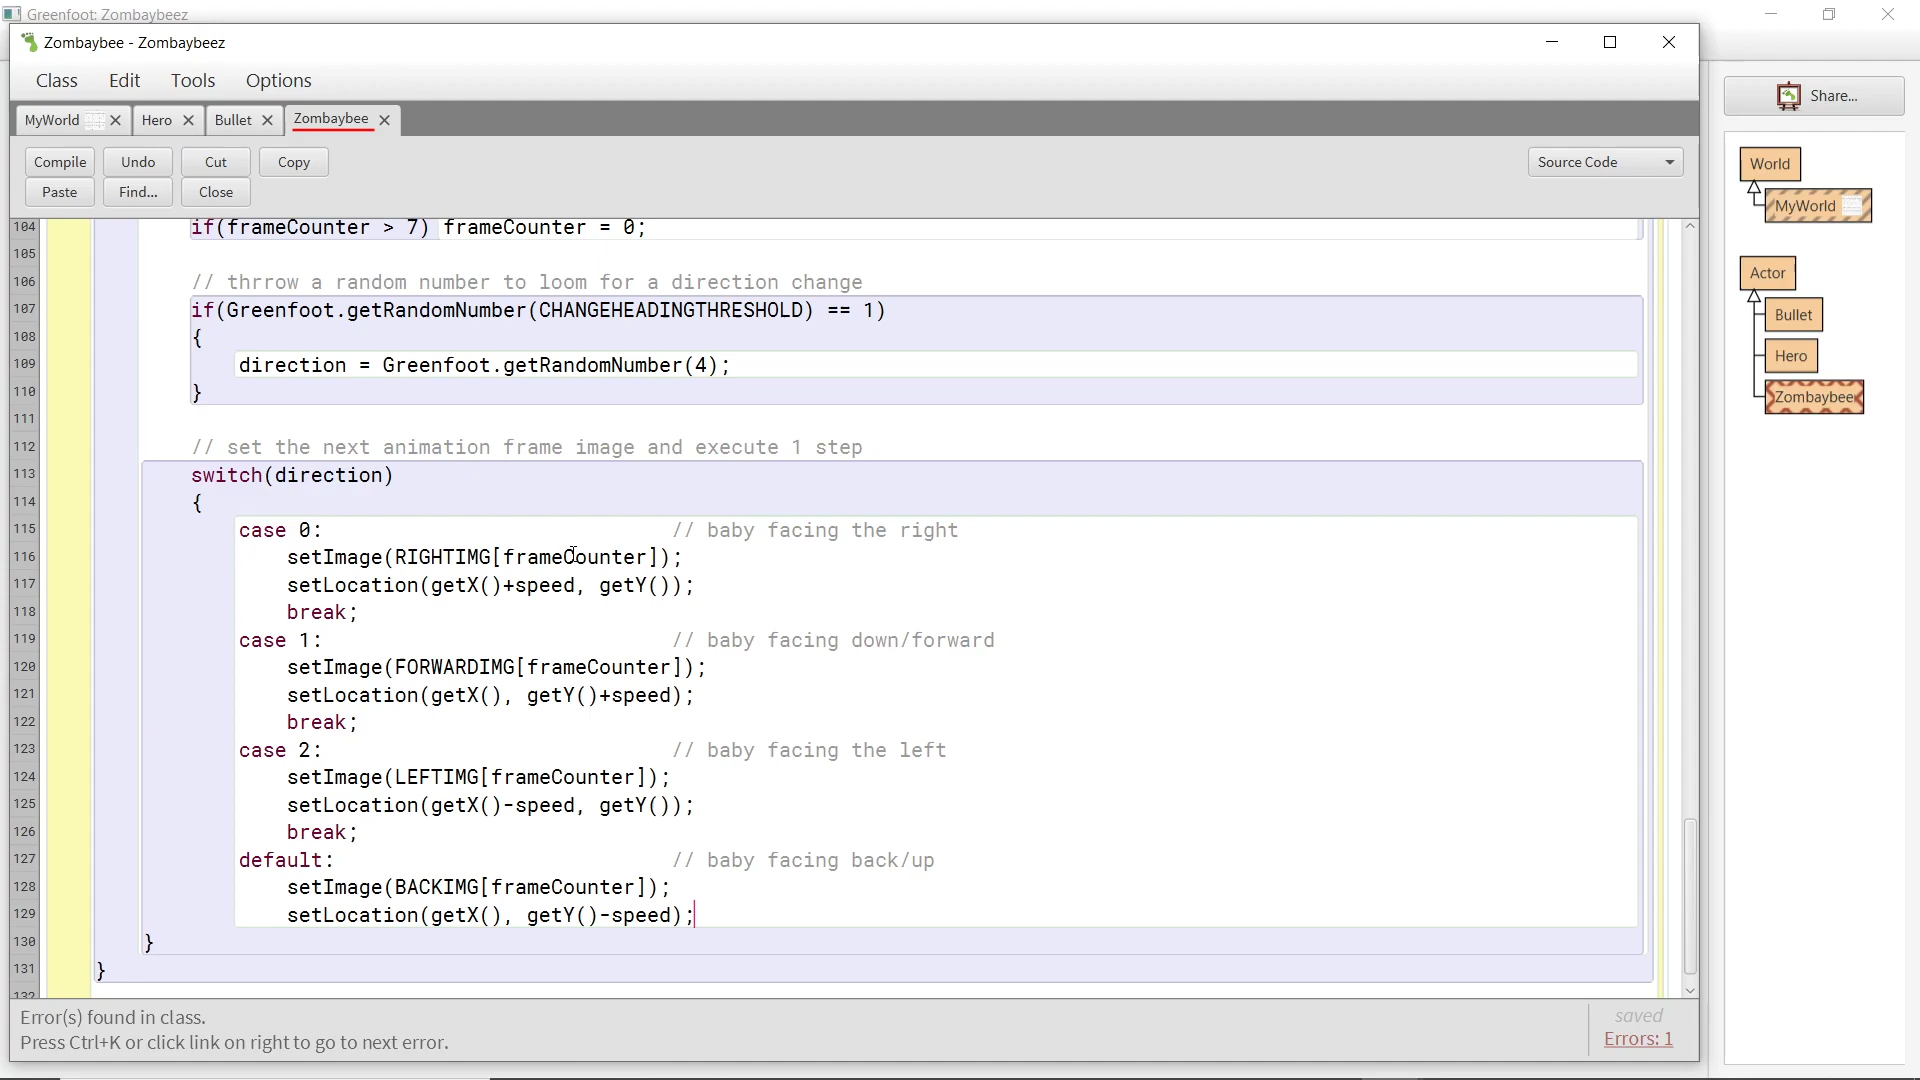 Greenfoot: Zombaybeez
Zombaybee - Zombaybeez
Class Edit Tools Options
MyWorld Hero Bullet Zombaybee
Compile Undo Cut Copy
Paste Find... Close
Source Code
Share...
World
MyWorld
Actor
Bullet
Hero
Zombaybee
104 if(frameCounter > 7) frameCounter = 0;
105
106 // thrrow a random number to loom for a direction change
107 if(Greenfoot.getRandomNumber(CHANGEHEADINGTHRESHOLD) == 1)
108 {
109 direction = Greenfoot.getRandomNumber(4);
110 }
111
112 // set the next animation frame image and execute 1 step
113 switch(direction)
114 {
115 case 0: // baby facing the right
116 setImage(RIGHTIMG[frameCounter]);
117 setLocation(getX()+speed, getY());
118 break;
119 case 1: // baby facing down/forward
120 setImage(FORWARDIMG[frameCounter]);
121 setLocation(getX(), getY()+speed);
122 break;
123 case 2: // baby facing the left
124 setImage(LEFTIMG[frameCounter]);
125 setLocation(getX()-speed, getY());
126 break;
127 default: // baby facing back/up
128 setImage(BACKIMG[frameCounter]);
129 setLocation(getX(), getY()-speed);
130 }
131 }
132
Error(s) found in class.
Press Ctrl+K or click link on right to go to next error.
saved
Errors: 1